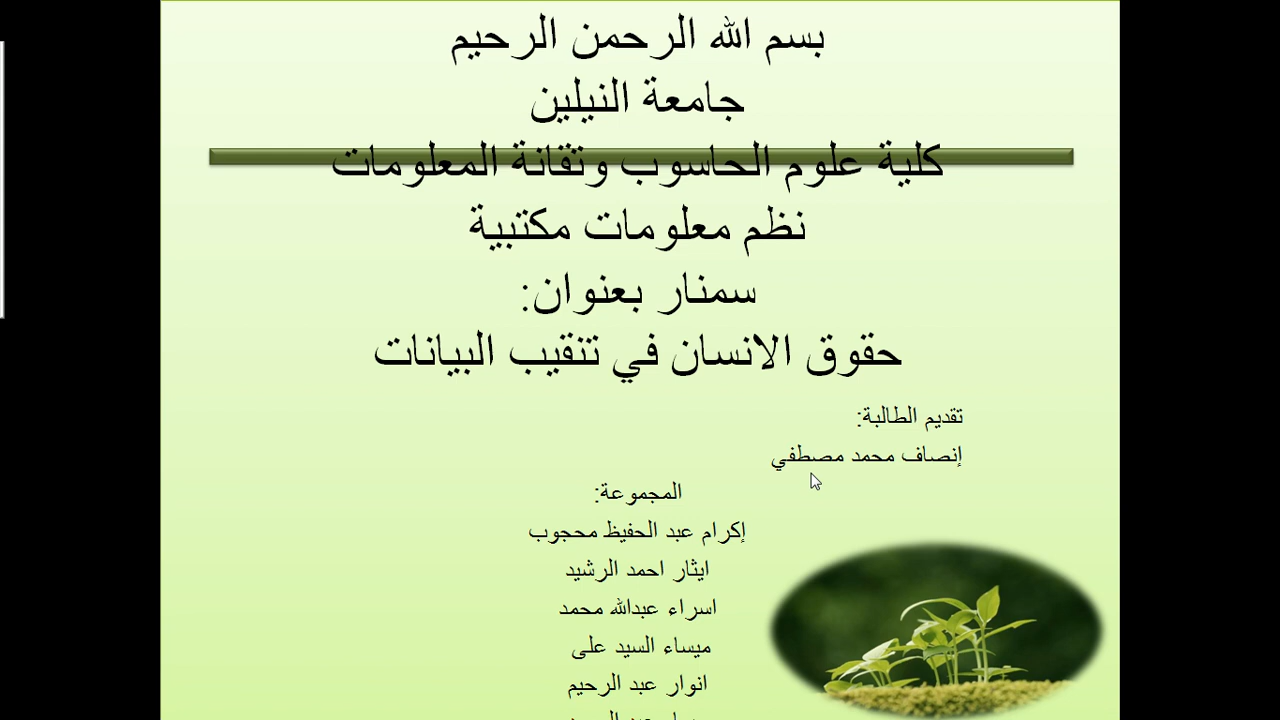 بسم الله الرحمن الرحيم
جامعة النيلين
كلية علوم الحاسوب وتقانة المعلومات
نظم معلومات مكتبية
سمنار بعنوان:
حقوق الانسان في تنقيب البيانات
تقديم الطالبة:
إنصاف محمد مصطفي
المجموعة:
إكرام عبد الحفيظ محجوب
ايثار احمد الرشيد
اسراء عبدالله محمد
ميساء السيد على
انوار عبد الرحيم